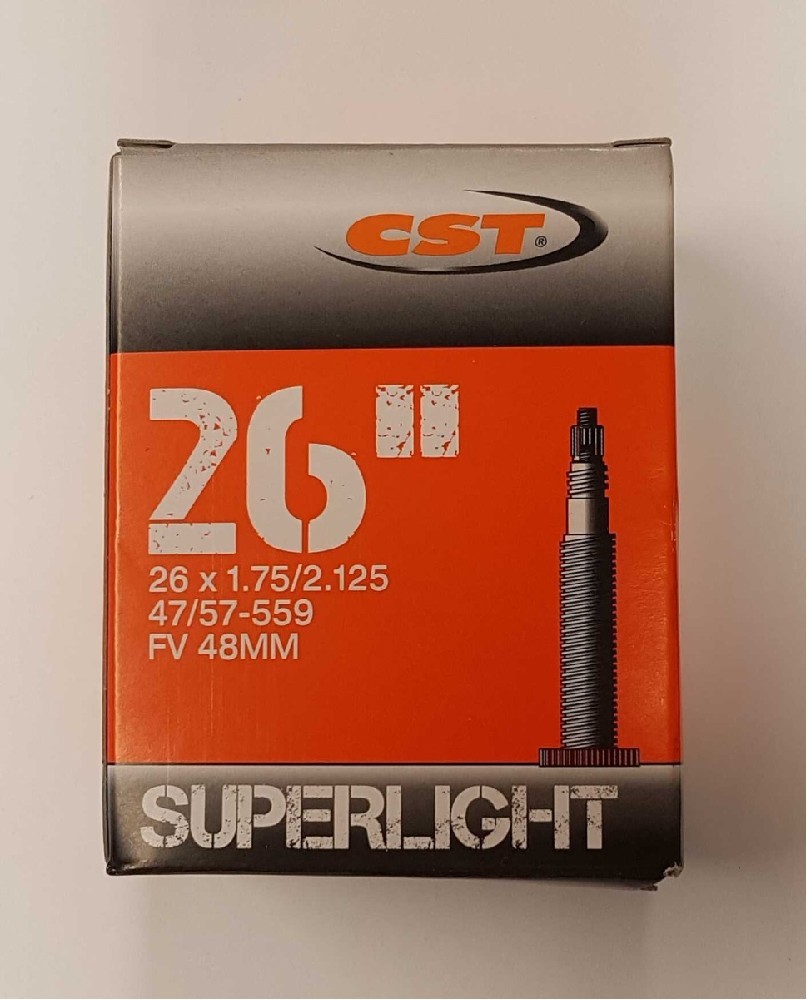 CST®
26"
26 x 1.75/2.125
47/57-559
FV 48MM
SUPERLIGHT